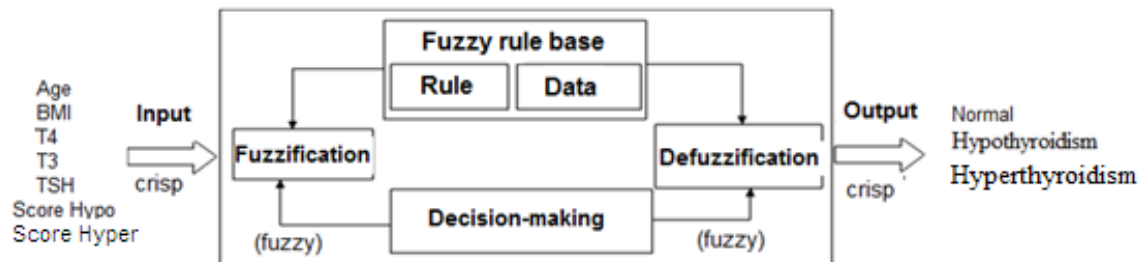 Age
BMI
T4
T3
TSH
Score Hypo
Score Hyper
Input
crisp
Fuzzy rule base
Rule
Data
Fuzzification
Defuzzification
Decision-making
(fuzzy)
(fuzzy)
Output
crisp
Normal
Hypothyroidism
Hyperthyroidism